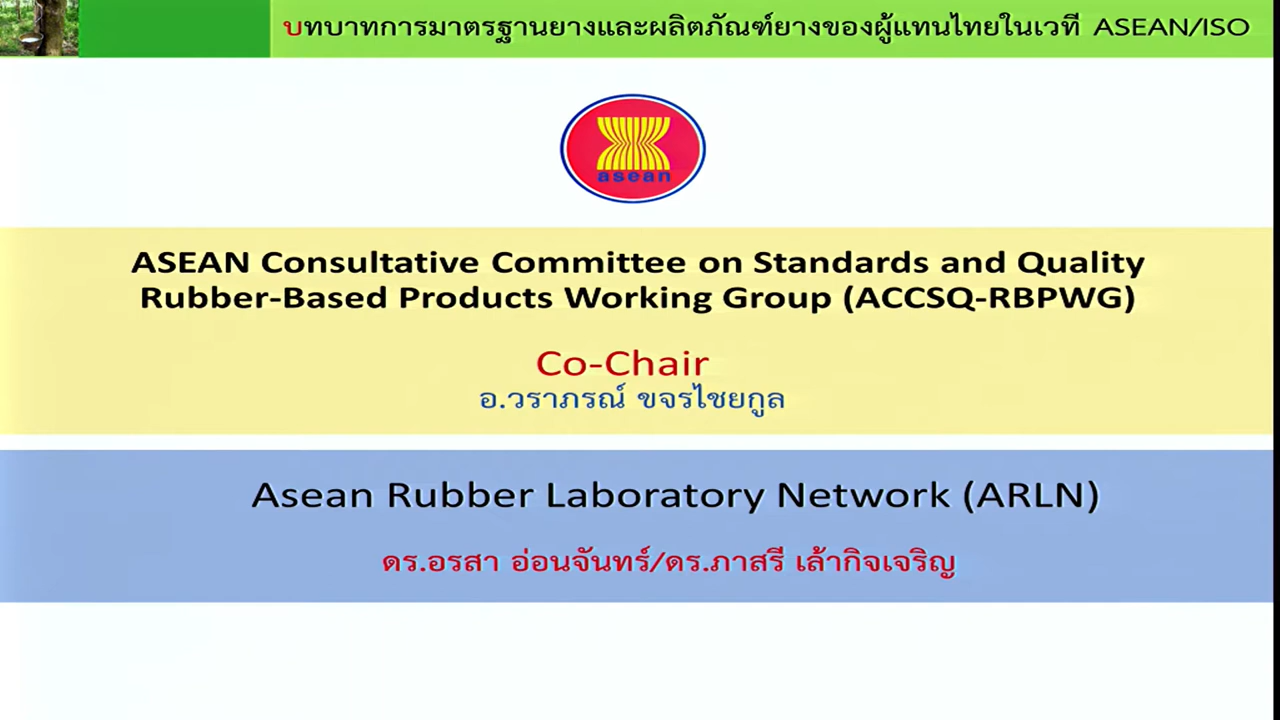 บทบาทการมาตรฐานยางและผลิตภัณฑ์ยางของผู้แทนไทยในเวที ASEAN/ISO
asean
ASEAN Consultative Committee on Standards and Quality
Rubber-Based Products Working Group (ACCSQ-RBPWG)
Co-Chair
อ.วราภรณ์ ขจรไชยกูล
Asean Rubber Laboratory Network (ARLN)
ดร.อรสา อ่อนจันทร์/ดร.ภาสรี เล้ากิจเจริญ